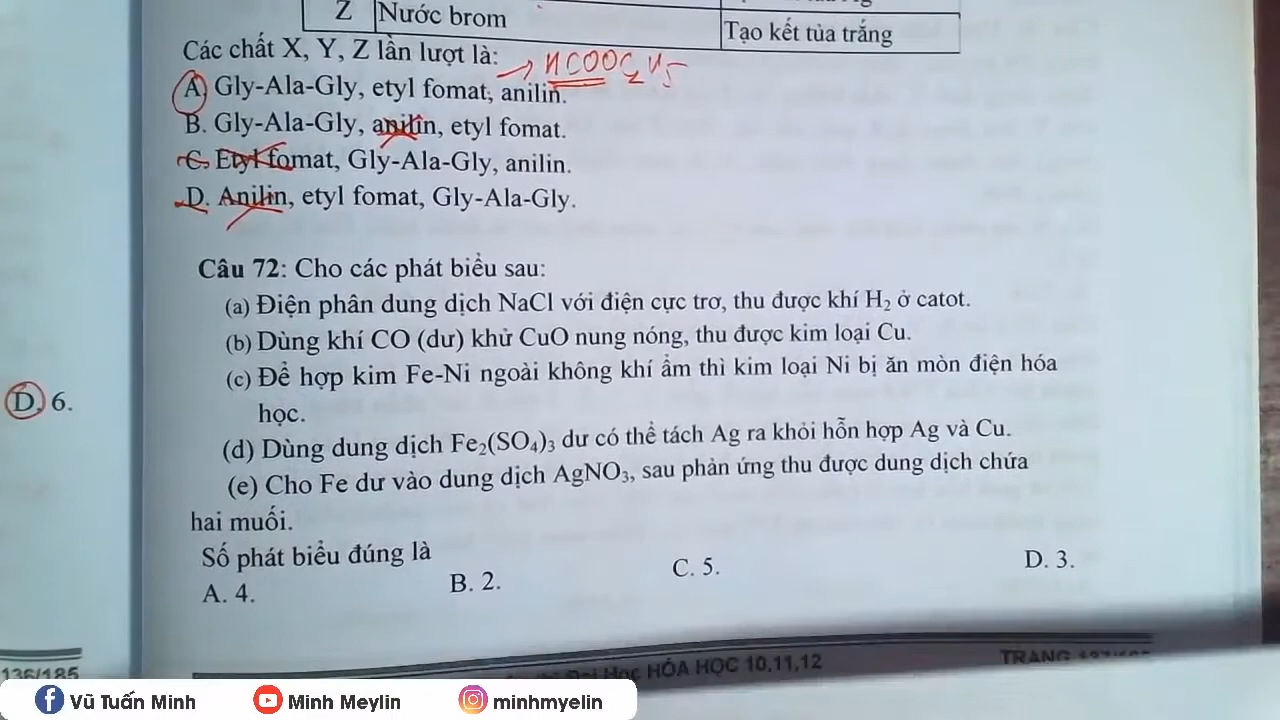 Z Nước brom
Tạo kết tủa trắng
Các chất X, Y, Z lần lượt là:
→ HCOOC2H5
A. Gly-Ala-Gly, etyl fomat, anilin.
B. Gly-Ala-Gly, anilin, etyl fomat.
C. Etyl fomat, Gly-Ala-Gly, anilin.
D. Anilin, etyl fomat, Gly-Ala-Gly.
Câu 72: Cho các phát biểu sau:
(a) Điện phân dung dịch NaCl với điện cực trơ, thu được khí H2 ở catot.
(b) Dùng khí CO (dư) khử CuO nung nóng, thu được kim loại Cu.
(c) Để hợp kim Fe-Ni ngoài không khí ẩm thì kim loại Ni bị ăn mòn điện hóa
học.
D. 6.
(d) Dùng dung dịch Fe2(SO4)3 dư có thể tách Ag ra khỏi hỗn hợp Ag và Cu.
(e) Cho Fe dư vào dung dịch AgNO3, sau phản ứng thu được dung dịch chứa
hai muối.
Số phát biểu đúng là
A. 4. B. 2. C. 5. D. 3.
136/185
Đại Học HÓA HỌC 10,11,12
TRANG
Vũ Tuấn Minh Minh Meylin minhmyelin